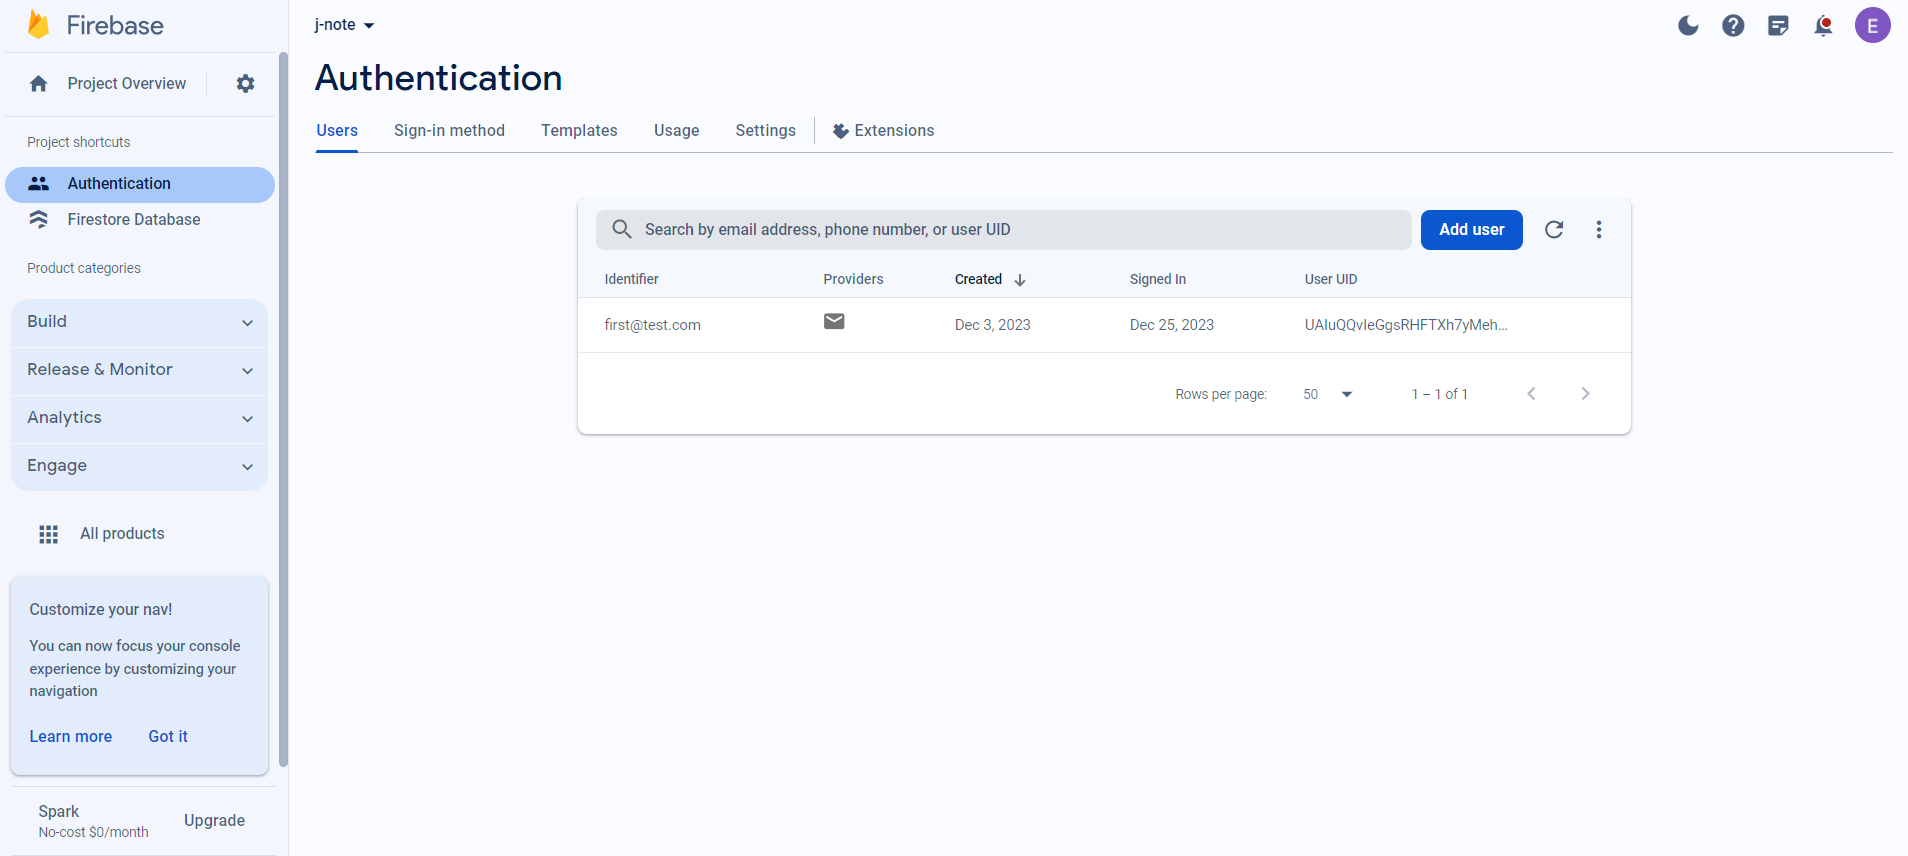 Firebase
Project Overview
Project shortcuts
Authentication
Firestore Database
Product categories
Build
Release & Monitor
Analytics
Engage
All products
Customize your nav!
You can now focus your console
experience by customizing your
navigation
Learn more Got it
Spark
No-cost $0/month
Upgrade
j-note
E
Authentication
Users Sign-in method Templates Usage Settings Extensions
Search by email address, phone number, or user UID
Add user
Identifier Providers Created Signed In User UID
first@test.com Dec 3, 2023 Dec 25, 2023 UAIuQQvIeGgsRHFTXh7yMeh...
Rows per page: 50 1 – 1 of 1